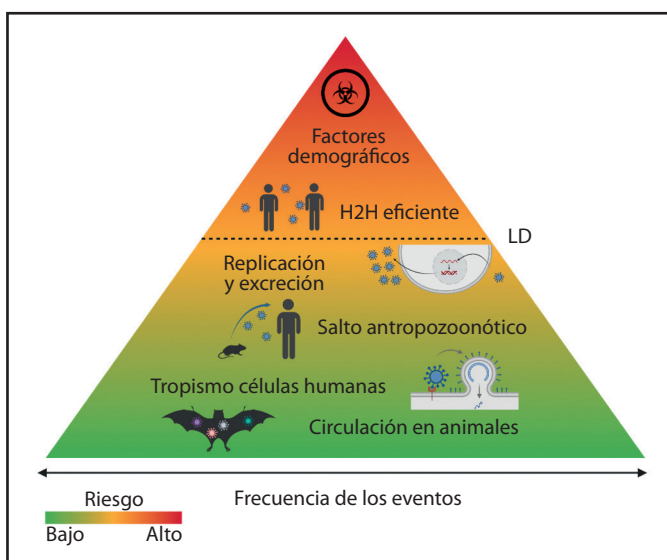 Factores
demográficos
H2H eficiente
LD
Replicación
y excreción
Salto antropozoonótico
Tropismo células humanas
Circulación en animales
Frecuencia de los eventos
Riesgo
Bajo Alto